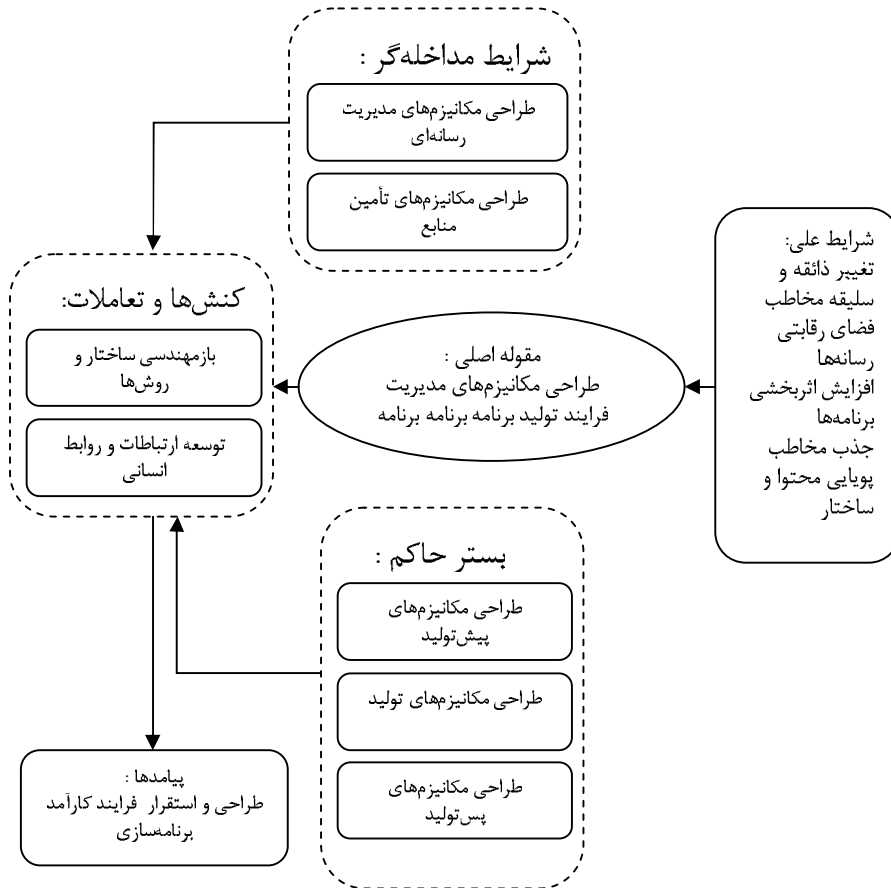 شرایط مداخله‌گر :
طراحی مکانیزم‌های مدیریت
رسانه‌ای
طراحی مکانیزم‌های تأمین
منابع
شرایط علی:
تغییر ذائقه و
سلیقه مخاطب
فضای رقابتی
رسانه‌ها
افزایش اثربخشی
برنامه‌ها
جذب مخاطب
پویایی محتوا و
ساختار
مقوله اصلی :
طراحی مکانیزم‌های مدیریت
فرایند تولید برنامه برنامه برنامه
کنش‌ها و تعاملات:
بازمهندسی ساختار و
روش‌ها
توسعه ارتباطات و روابط
انسانی
بستر حاکم :
طراحی مکانیزم‌های
پیش‌تولید
طراحی مکانیزم‌های تولید
طراحی مکانیزم‌های
پس‌تولید
پیامدها :
طراحی و استقرار فرایند کارآمد
برنامه‌سازی